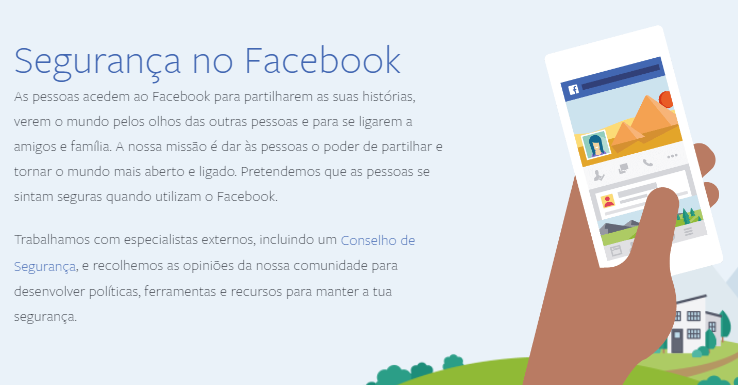 Segurança no Facebook
As pessoas acedem ao Facebook para partilharem as suas histórias,
verem o mundo pelos olhos das outras pessoas e para se ligarem a
amigos e família. A nossa missão é dar às pessoas o poder de partilhar e
tornar o mundo mais aberto e ligado. Pretendemos que as pessoas se
sintam seguras quando utilizam o Facebook.
Trabalhamos com especialistas externos, incluindo um Conselho de
Segurança, e recolhemos as opiniões da nossa comunidade para
desenvolver políticas, ferramentas e recursos para manter a tua
segurança.